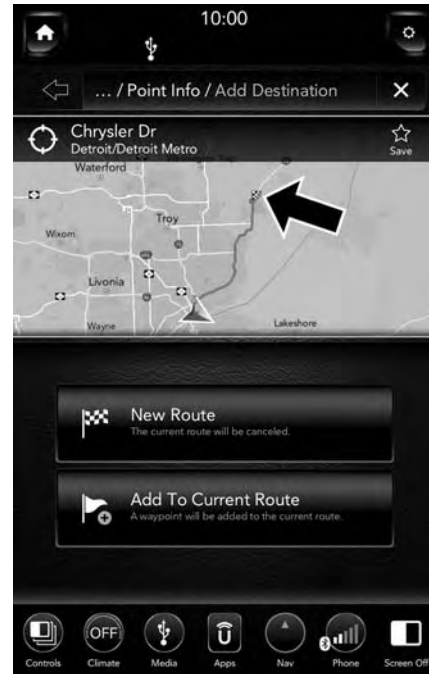 10:00
… / Point Info / Add Destination
Chrysler Dr
Detroit/Detroit Metro
Save
Waterford
Troy
Wixom
Livonia
Wayne
Lakeshore
New Route
The current route will be canceled.
Add To Current Route
A waypoint will be added to the current route.
OFF
Controls Climate Media Apps Nav Phone Screen Off